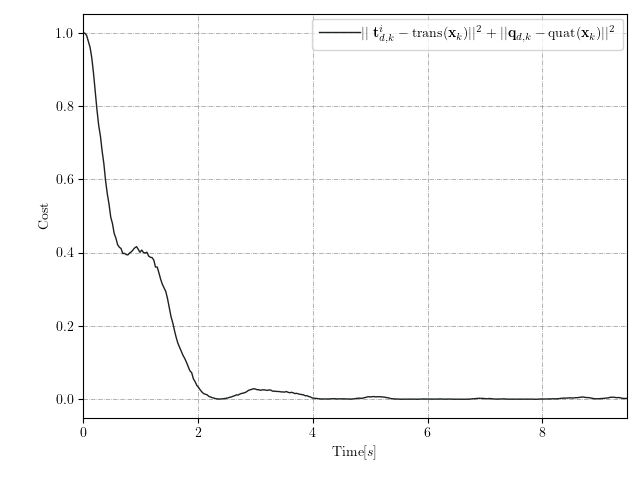 || t^i_{d,k} − trans(x_k)||² + ||q_{d,k} − quat(x_k)||²
1.0
0.8
0.6
0.4
0.2
0.0
Cost
0 2 4 6 8
Time[s]